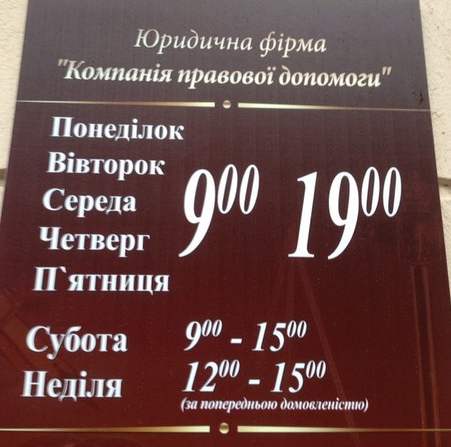 Юридична фірма
"Компанія правової допомоги"
Понеділок
Вівторок
Середа
Четверг
П`ятниця
9⁰⁰ 19⁰⁰
Субота 9⁰⁰ - 15⁰⁰
Неділя 12⁰⁰ - 15⁰⁰
(за попередньою домовленістю)